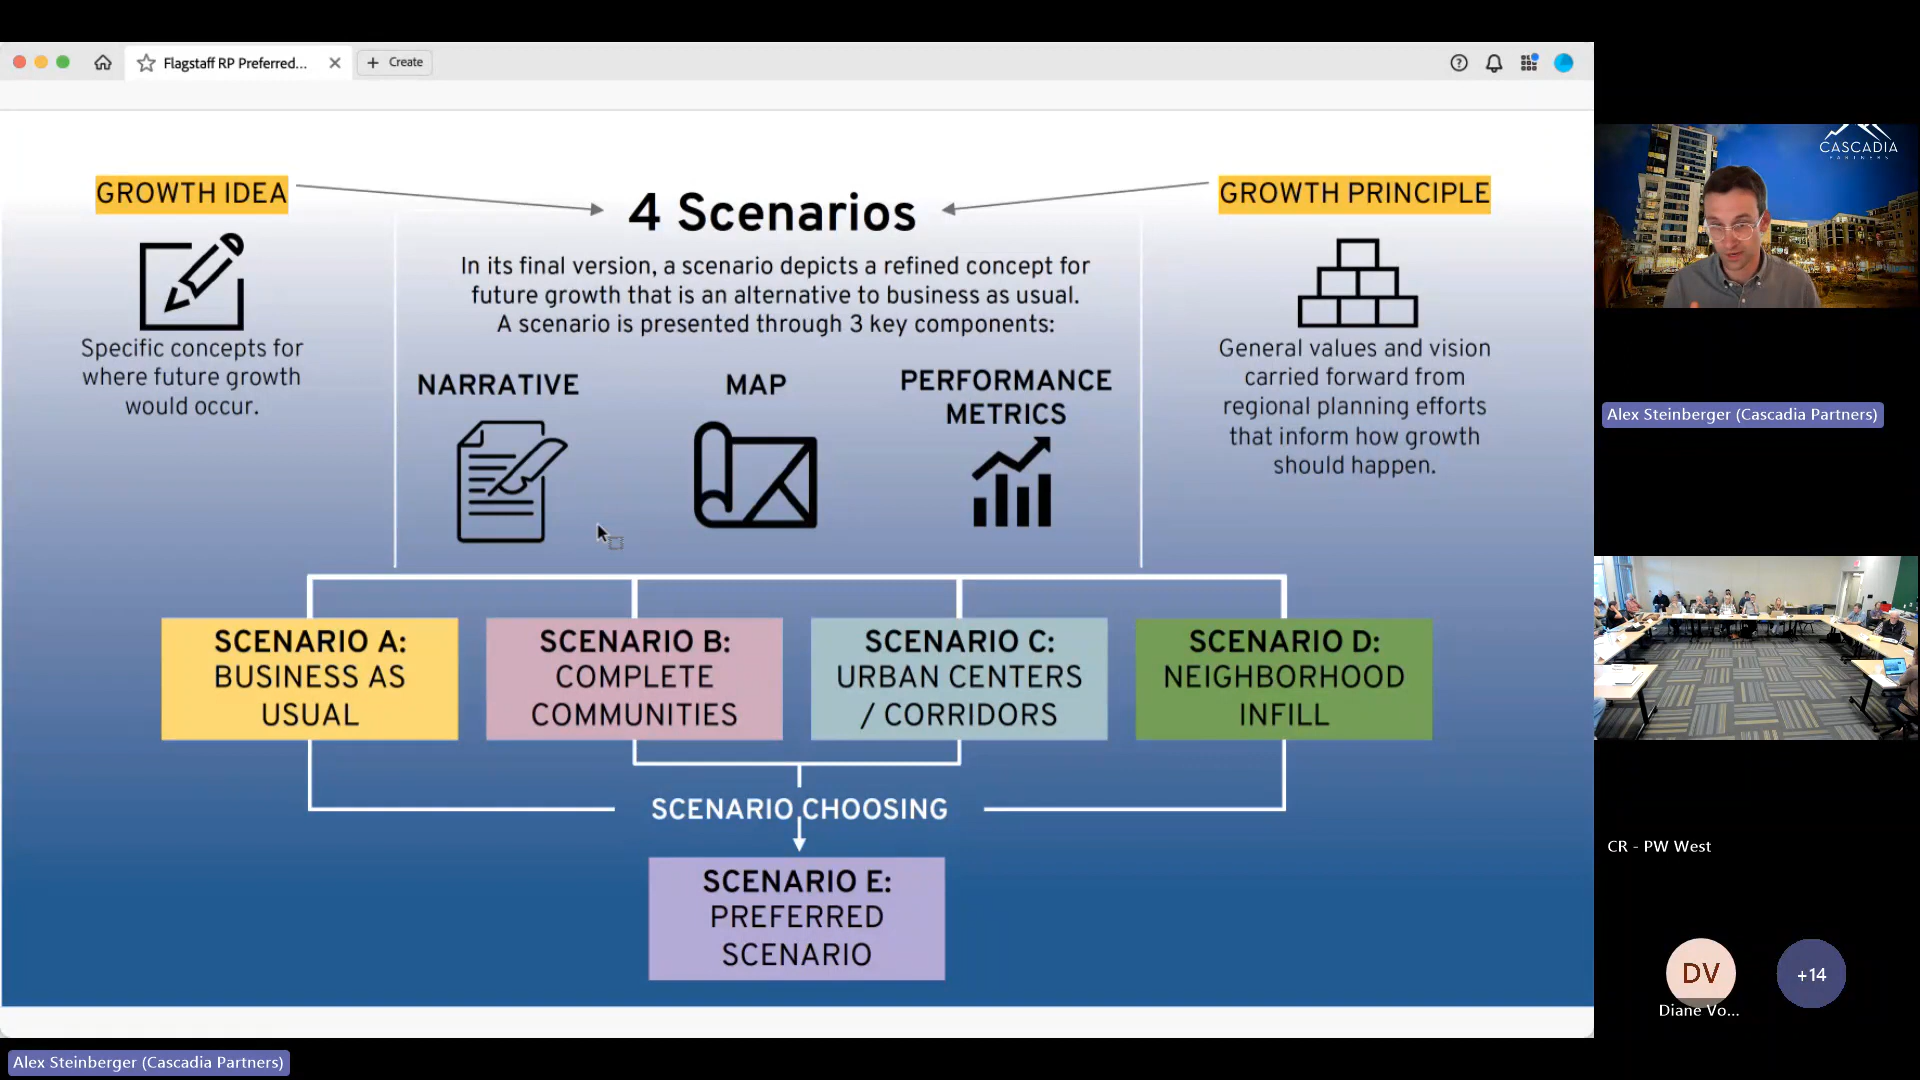 Flagstaff RP Preferred...
Create
GROWTH IDEA
Specific concepts for
where future growth
would occur.
4 Scenarios
In its final version, a scenario depicts a refined concept for
future growth that is an alternative to business as usual.
A scenario is presented through 3 key components:
NARRATIVE
MAP
PERFORMANCE
METRICS
GROWTH PRINCIPLE
General values and vision
carried forward from
regional planning efforts
that inform how growth
should happen.
SCENARIO A:
BUSINESS AS
USUAL
SCENARIO B:
COMPLETE
COMMUNITIES
SCENARIO C:
URBAN CENTERS
/ CORRIDORS
SCENARIO D:
NEIGHBORHOOD
INFILL
SCENARIO CHOOSING
SCENARIO E:
PREFERRED
SCENARIO
Alex Steinberger (Cascadia Partners)
CASCADIA
PARTNERS
Alex Steinberger (Cascadia Partners)
CR - PW West
DV
Diane Vo...
+14